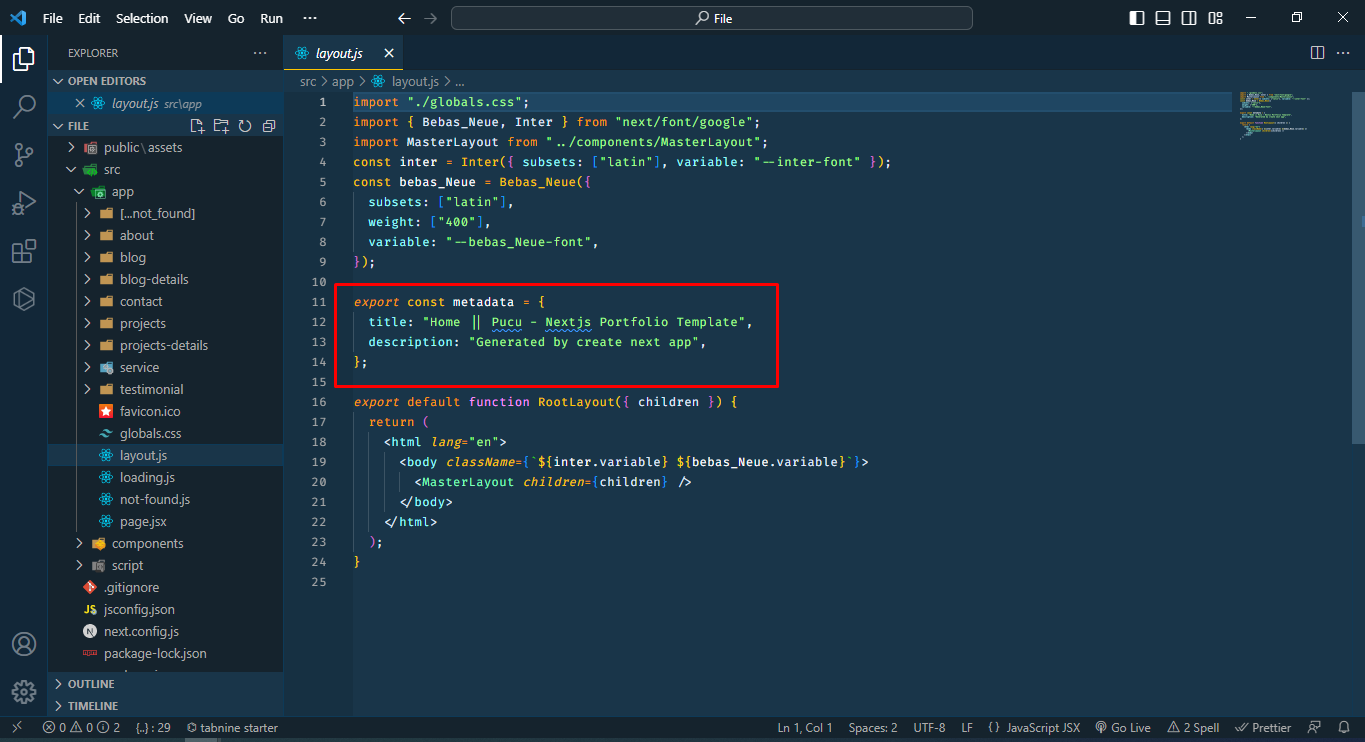 File Edit Selection View Go Run ··· File
EXPLORER ···
OPEN EDITORS
layout.js src\app
FILE
public\assets
src
app
[...not_found]
about
blog
blog-details
contact
projects
projects-details
service
testimonial
favicon.ico
globals.css
layout.js
loading.js
not-found.js
page.jsx
components
script
.gitignore
JS jsconfig.json
N next.config.js
package-lock.json
OUTLINE
TIMELINE
layout.js
src > app > layout.js > ...
1 import "./globals.css";
2 import { Bebas_Neue, Inter } from "next/font/google";
3 import MasterLayout from "../components/MasterLayout";
4 const inter = Inter({ subsets: ["latin"], variable: "--inter-font" });
5 const bebas_Neue = Bebas_Neue({
6 subsets: ["latin"],
7 weight: ["400"],
8 variable: "--bebas_Neue-font",
9 });
10
11 export const metadata = {
12 title: "Home || Pucu - Nextjs Portfolio Template",
13 description: "Generated by create next app",
14 };
15
16 export default function RootLayout({ children }) {
17 return (
18 <html lang="en">
19 <body className={`${inter.variable} ${bebas_Neue.variable}`}>
20 <MasterLayout children={children} />
21 </body>
22 </html>
23 );
24 }
25
0 0 2 {..} : 29 tabnine starter Ln 1, Col 1 Spaces: 2 UTF-8 LF {} JavaScript JSX Go Live 2 Spell Prettier